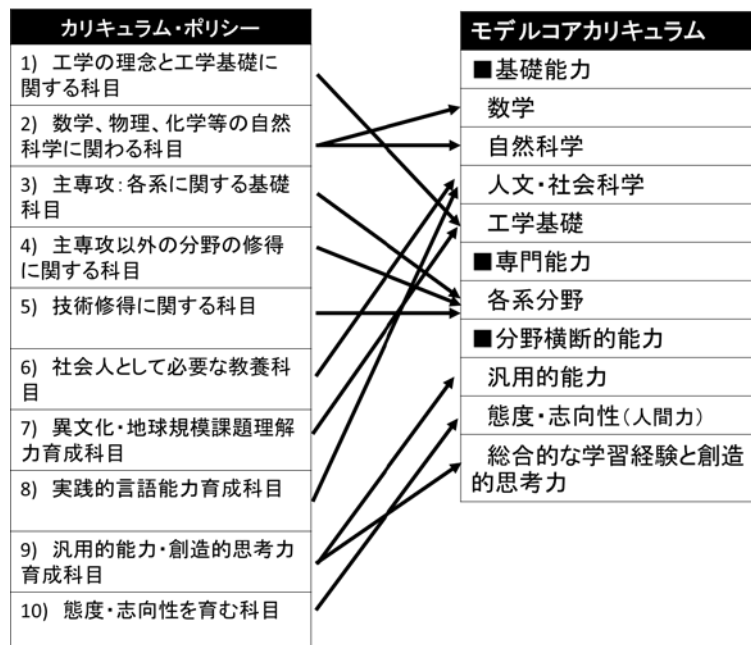 カリキュラム・ポリシー
1) 工学の理念と工学基礎に
関する科目
2) 数学、物理、化学等の自然
科学に関わる科目
3) 主専攻：各系に関する基礎
科目
4) 主専攻以外の分野の修得
に関する科目
5) 技術修得に関する科目
6) 社会人として必要な教養科
目
7) 異文化・地球規模課題理解
力育成科目
8) 実践的言語能力育成科目
9) 汎用的能力・創造的思考力
育成科目
10) 態度・志向性を育む科目
モデルコアカリキュラム
■基礎能力
数学
自然科学
人文・社会科学
工学基礎
■専門能力
各系分野
■分野横断的能力
汎用的能力
態度・志向性（人間力）
総合的な学習経験と創造
的思考力